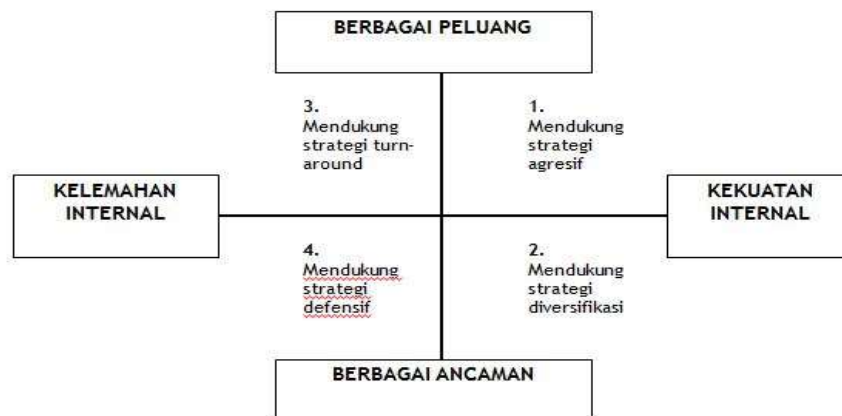 BERBAGAI PELUANG
3.
Mendukung
strategi turn-
around
1.
Mendukung
strategi
agresif
KELEMAHAN
INTERNAL
KEKUATAN
INTERNAL
4.
Mendukung
strategi
defensif
2.
Mendukung
strategi
diversifikasi
BERBAGAI ANCAMAN